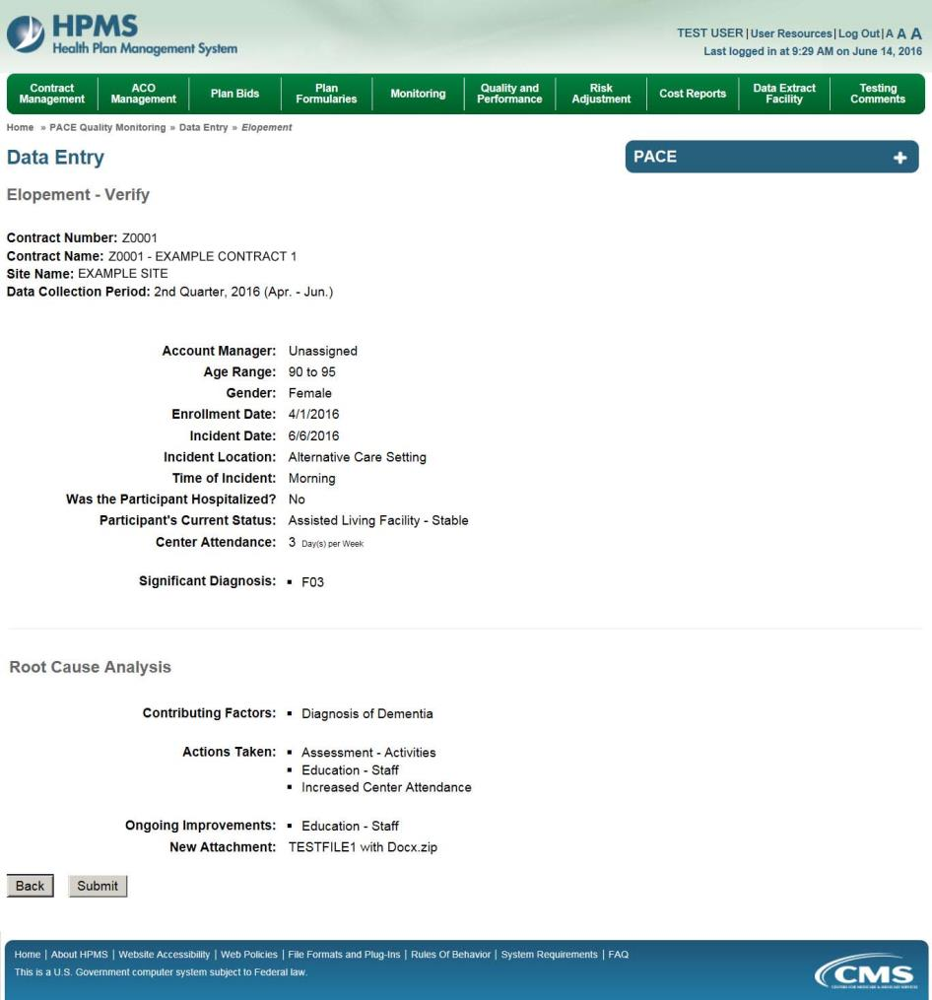 HPMS
Health Plan Management System
TEST USER | User Resources | Log Out | A A A
Last logged in at 9:29 AM on June 14, 2016
Contract Management
ACO Management
Plan Bids
Plan Formularies
Monitoring
Quality and Performance
Risk Adjustment
Cost Reports
Data Extract Facility
Testing Comments
Home » PACE Quality Monitoring » Data Entry » Elopement
Data Entry
PACE
Elopement - Verify
Contract Number: Z0001
Contract Name: Z0001 - EXAMPLE CONTRACT 1
Site Name: EXAMPLE SITE
Data Collection Period: 2nd Quarter, 2016 (Apr. - Jun.)
Account Manager: Unassigned
Age Range: 90 to 95
Gender: Female
Enrollment Date: 4/1/2016
Incident Date: 6/6/2016
Incident Location: Alternative Care Setting
Time of Incident: Morning
Was the Participant Hospitalized? No
Participant's Current Status: Assisted Living Facility - Stable
Center Attendance: 3 Day(s) per Week
Significant Diagnosis: ▪ F03
Root Cause Analysis
Contributing Factors: ▪ Diagnosis of Dementia
Actions Taken: ▪ Assessment - Activities
▪ Education - Staff
▪ Increased Center Attendance
Ongoing Improvements: ▪ Education - Staff
New Attachment: TESTFILE1 with Docx.zip
Back Submit
Home | About HPMS | Website Accessibility | Web Policies | File Formats and Plug-Ins | Rules Of Behavior | System Requirements | FAQ
This is a U.S. Government computer system subject to Federal law.
CMS
CENTERS FOR MEDICARE & MEDICAID SERVICES